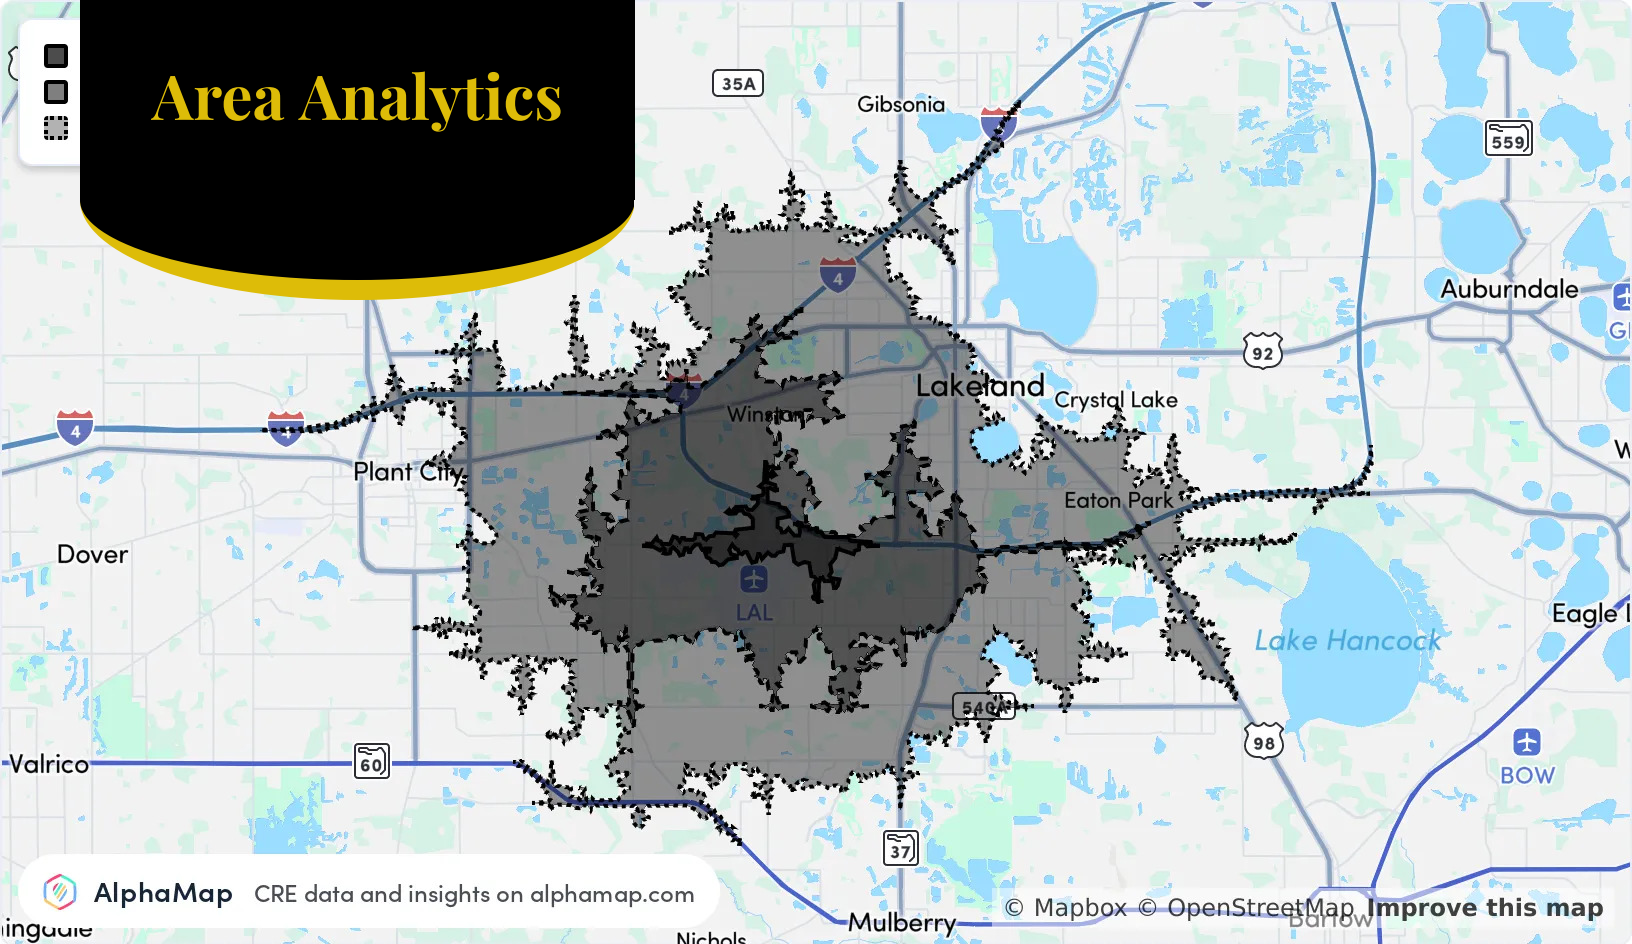 Area Analytics
35A
Gibsonia
559
4
Auburndale
92
Lakeland
Crystal Lake
4
Winston
4
4
Plant City
Eaton Park
Dover
LAL
Eagle L
Lake Hancock
540A
98
Valrico
60
BOW
37
AlphaMap
CRE data and insights on alphamap.com
© Mapbox © OpenStreetMap Improve this map
Bartow
Mulberry
Nichols